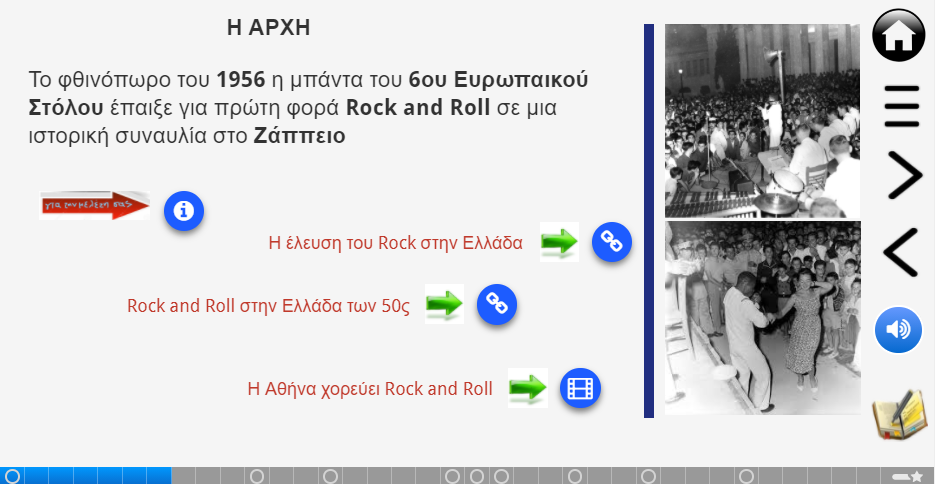 Η ΑΡΧΗ
Το φθινόπωρο του 1956 η μπάντα του 6ου Ευρωπαικού
Στόλου έπαιξε για πρώτη φορά Rock and Roll σε μια
ιστορική συναυλία στο Ζάππειο
για την μελέτη σας
Η έλευση του Rock στην Ελλάδα
Rock and Roll στην Ελλάδα των 50ς
Η Αθήνα χορεύει Rock and Roll